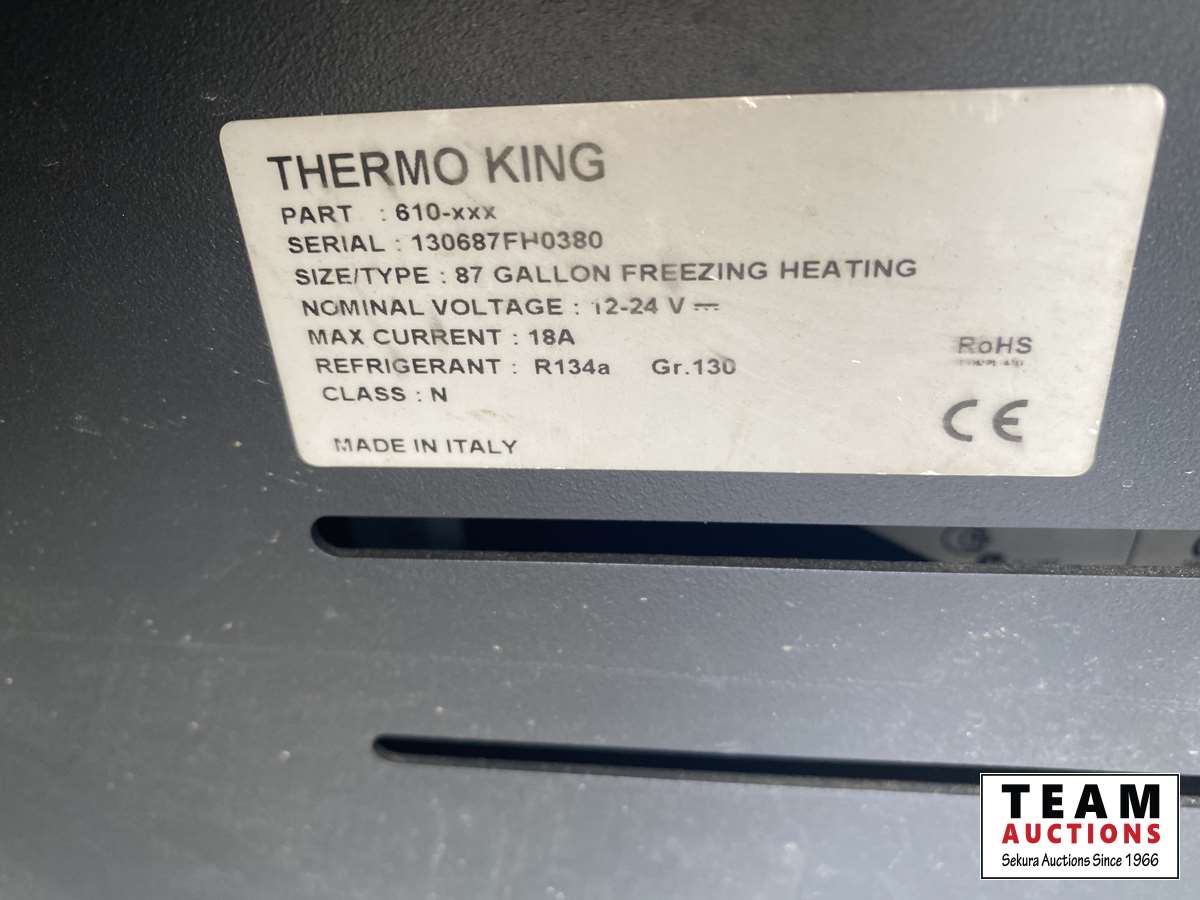 THERMO KING
PART : 610-xxx
SERIAL : 130687FH0380
SIZE/TYPE : 87 GALLON FREEZING HEATING
NOMINAL VOLTAGE : 12-24 V ⎓
MAX CURRENT : 18A
REFRIGERANT : R134a Gr.130
CLASS : N
MADE IN ITALY
RoHS
CE
TEAM
AUCTIONS
Sekura Auctions Since 1966